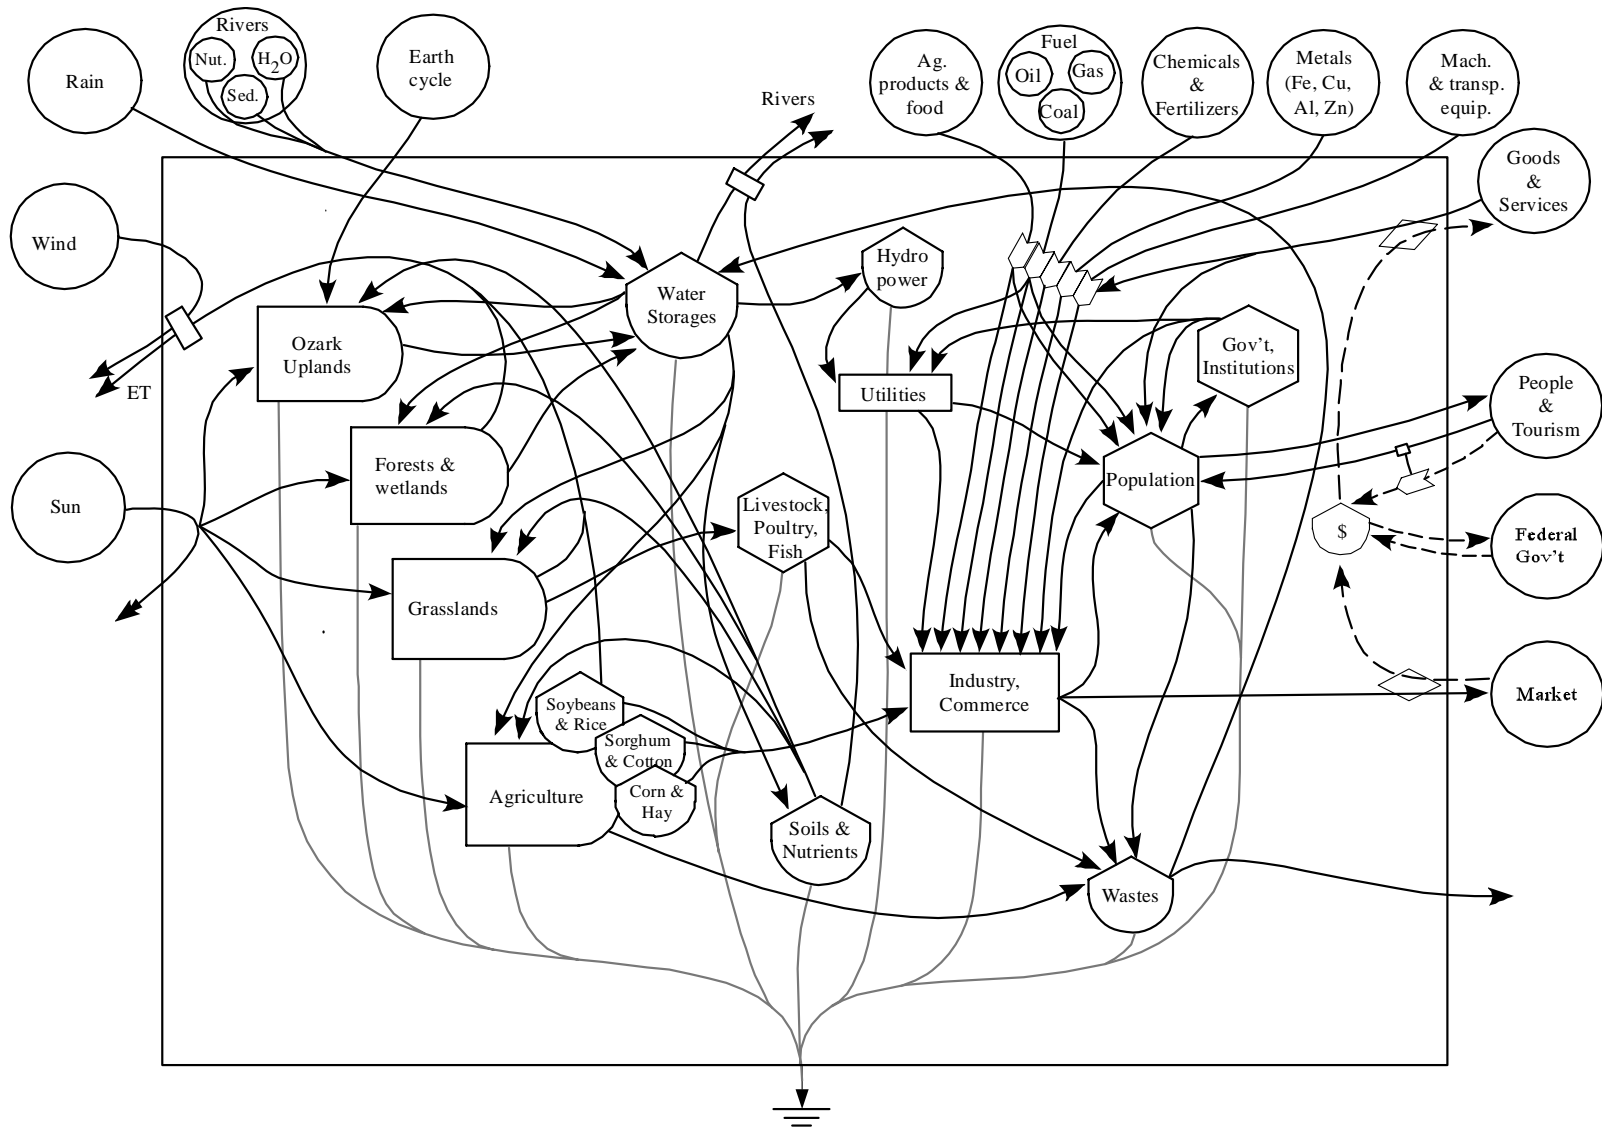 Rivers
Nut.
H2O
Sed.
Rain
Earth
cycle
Rivers
Ag.
products &
food
Fuel
Oil
Gas
Coal
Chemicals
&
Fertilizers
Metals
(Fe, Cu,
Al, Zn)
Mach.
& transp.
equip.
Goods
&
Services
Wind
Hydro
power
Water
Storages
Ozark
Uplands
Gov't,
Institutions
ET
Utilities
People
&
Tourism
Forests &
wetlands
Population
Sun
Livestock,
Poultry,
Fish
$
Federal
Gov't
Grasslands
Industry,
Commerce
Market
Soybeans
& Rice
Sorghum
& Cotton
Corn &
Hay
Agriculture
Soils &
Nutrients
Wastes